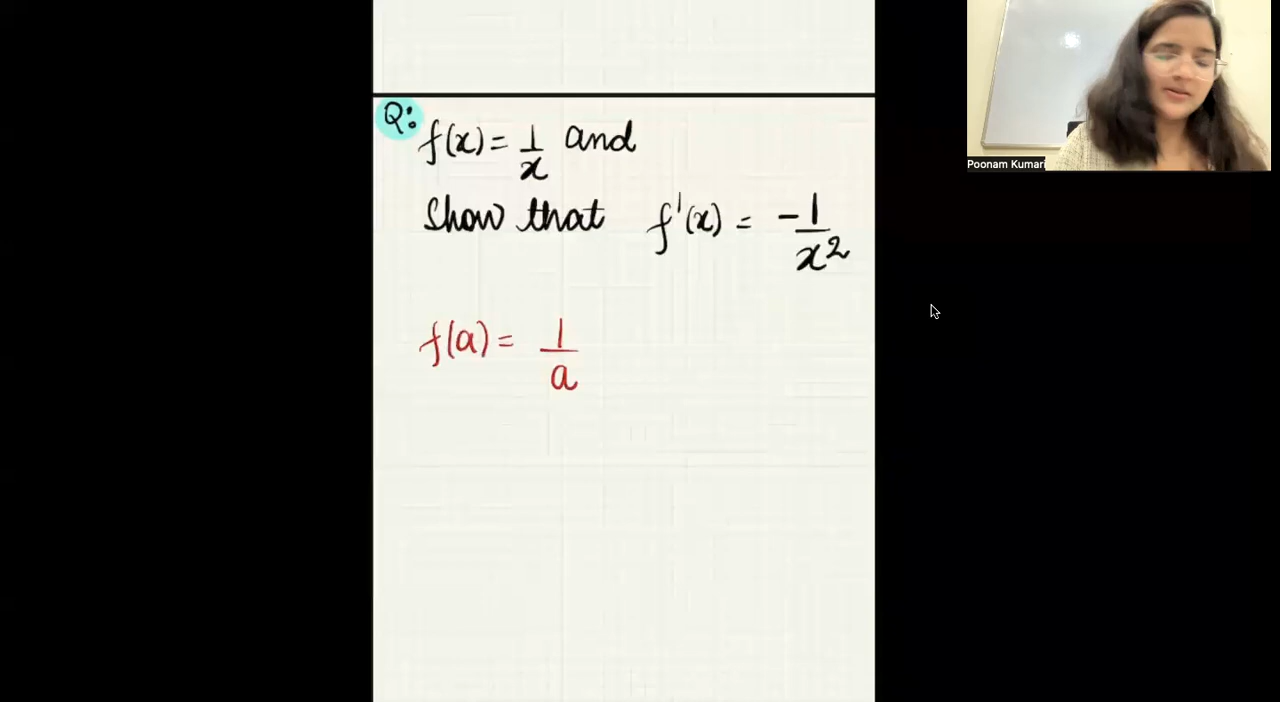 Q:
f(x) = 1/x and
Show that f'(x) = -1/x²
f(a) = 1/a
Poonam Kumari